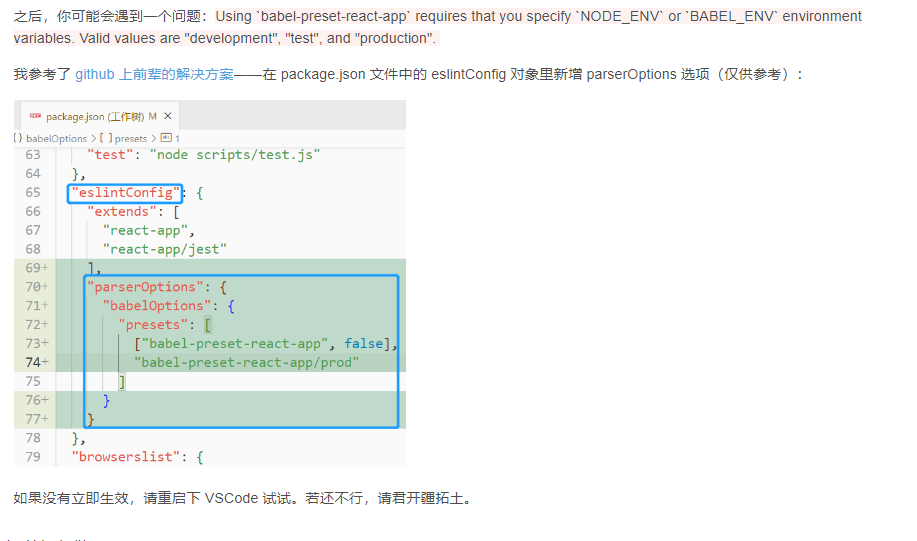 之后，你可能会遇到一个问题：Using `babel-preset-react-app` requires that you specify `NODE_ENV` or `BABEL_ENV` environment
variables. Valid values are "development", "test", and "production".
我参考了 github 上前辈的解决方案——在 package.json 文件中的 eslintConfig 对象里新增 parserOptions 选项（仅供参考）：
package.json (工作树) M ×
{ } babelOptions > [ ] presets > 1
63 "test": "node scripts/test.js"
64 },
65 "eslintConfig": {
66 "extends": [
67 "react-app",
68 "react-app/jest"
69+ ],
70+ "parserOptions": {
71+ "babelOptions": {
72+ "presets": [
73+ ["babel-preset-react-app", false],
74+ "babel-preset-react-app/prod"
75 ]
76+ }
77+ }
78 },
79 "browserslist": {
如果没有立即生效，请重启下 VSCode 试试。若还不行，请君开疆拓土。